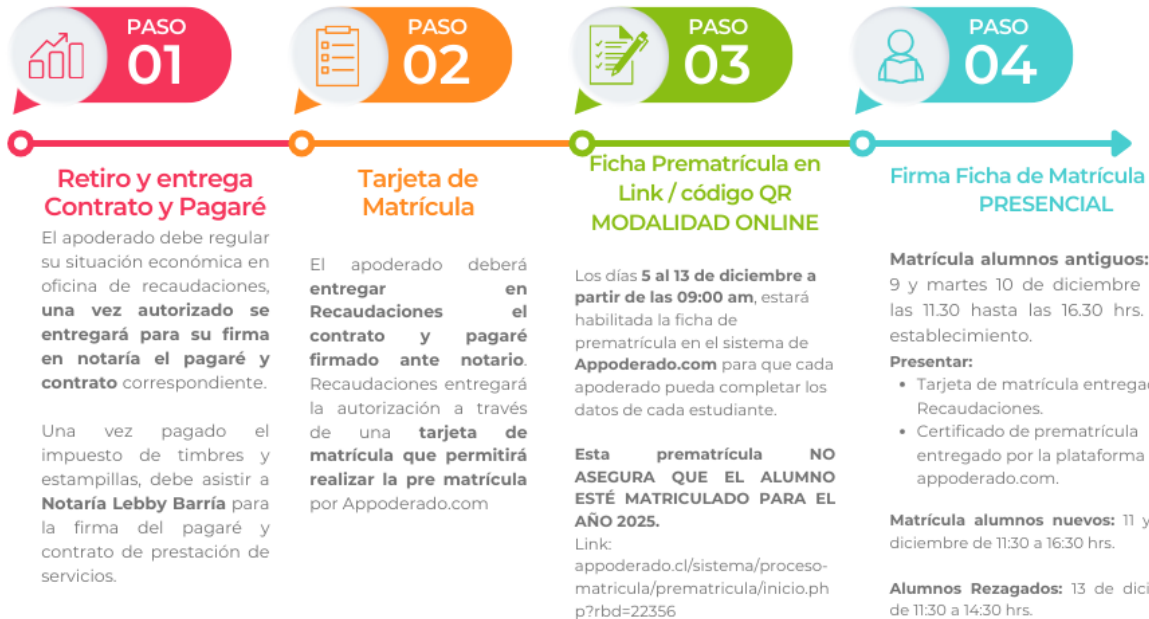 PASO
01
Retiro y entrega
Contrato y Pagaré
El apoderado debe regular
su situación económica en
oficina de recaudaciones,
una vez autorizado se
entregará para su firma
en notaría el pagaré y
contrato correspondiente.
Una vez pagado el
impuesto de timbres y
estampillas, debe asistir a
Notaría Lebby Barría para
la firma del pagaré y
contrato de prestación de
servicios.
PASO
02
Tarjeta de
Matrícula
El apoderado deberá
entregar en
Recaudaciones el
contrato y pagaré
firmado ante notario.
Recaudaciones entregará
la autorización a través
de una tarjeta de
matrícula que permitirá
realizar la pre matrícula
por Appoderado.com
PASO
03
Ficha Prematrícula en
Link / código QR
MODALIDAD ONLINE
Los días 5 al 13 de diciembre a
partir de las 09:00 am, estará
habilitada la ficha de
prematrícula en el sistema de
Appoderado.com para que cada
apoderado pueda completar los
datos de cada estudiante.
Esta prematrícula NO
ASEGURA QUE EL ALUMNO
ESTÉ MATRICULADO PARA EL
AÑO 2025.
Link:
appoderado.cl/sistema/proceso-
matricula/prematricula/inicio.ph
p?rbd=22356
PASO
04
Firma Ficha de Matrícula
PRESENCIAL
Matrícula alumnos antiguos:
9 y martes 10 de diciembre
las 11.30 hasta las 16.30 hrs.
establecimiento.
Presentar:
• Tarjeta de matrícula
Recaudaciones.
• Certificado de prematrícula
entregado por la plataforma
appoderado.com.
Matrícula alumnos nuevos: 11 y
diciembre de 11:30 a 16:30 hrs.
Alumnos Rezagados: 13 de
de 11:30 a 14:30 hrs.